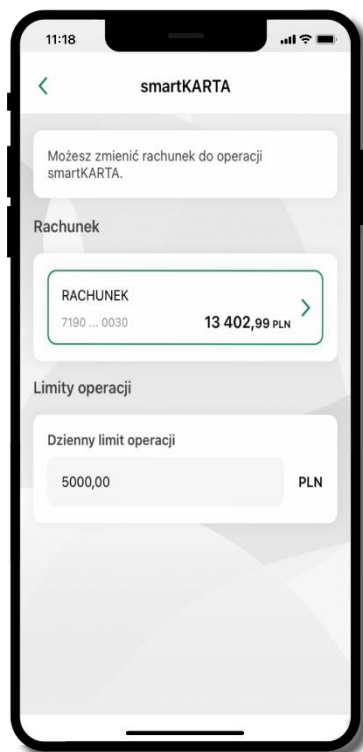 11:18
smartKARTA
Możesz zmienić rachunek do operacji
smartKARTA.
Rachunek
RACHUNEK
7190 ... 0030
13 402,99 PLN
Limity operacji
Dzienny limit operacji
5000,00
PLN